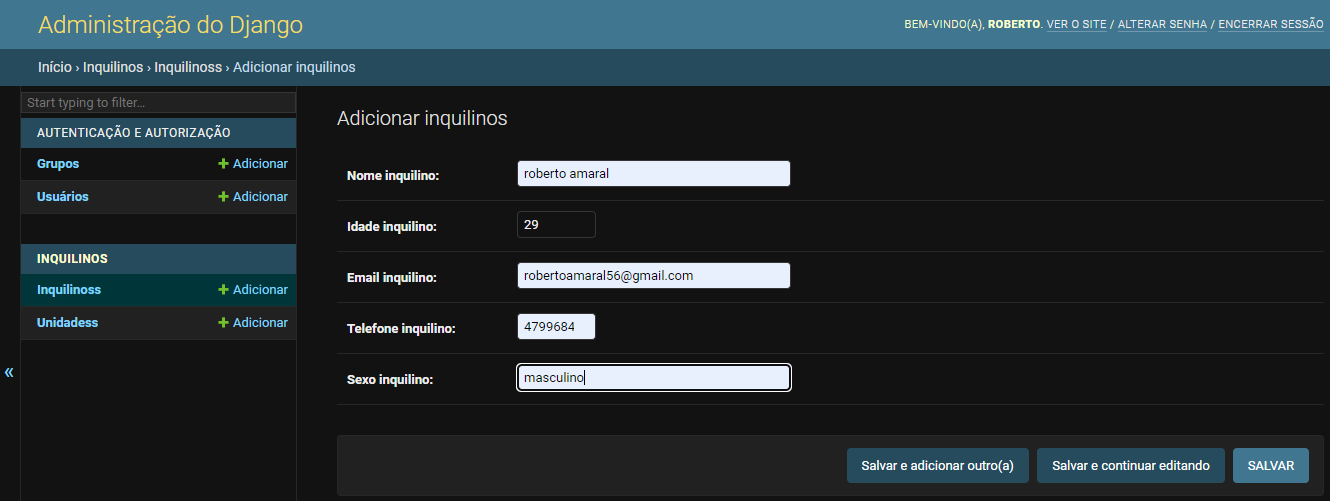 Administração do Django
BEM-VINDO(A), ROBERTO. VER O SITE / ALTERAR SENHA / ENCERRAR SESSÃO
Início › Inquilinos › Inquilinoss › Adicionar inquilinos
Start typing to filter...
AUTENTICAÇÃO E AUTORIZAÇÃO
Grupos + Adicionar
Usuários + Adicionar
INQUILINOS
Inquilinoss + Adicionar
Unidadess + Adicionar
«
Adicionar inquilinos
Nome inquilino: roberto amaral
Idade inquilino: 29
Email inquilino: robertoamaral56@gmail.com
Telefone inquilino: 4799684
Sexo inquilino: masculino
Salvar e adicionar outro(a) Salvar e continuar editando SALVAR